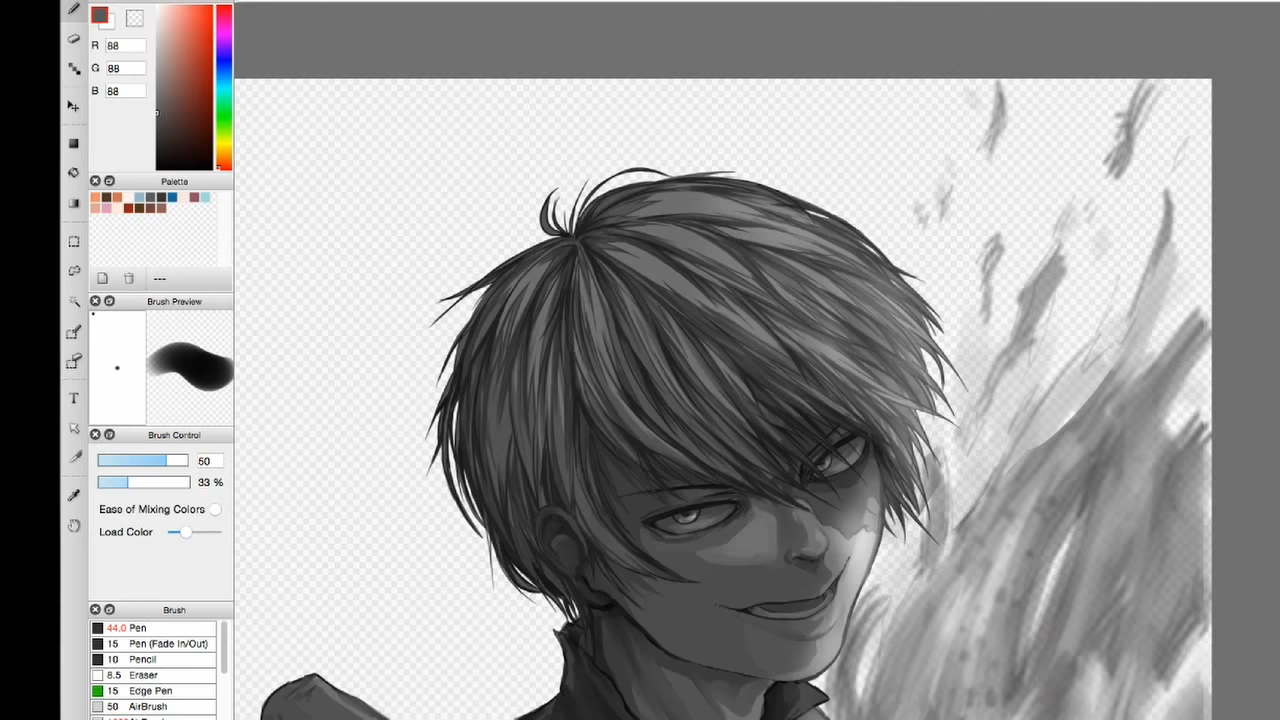 R 88
G 88
B 88
Palette
---
Brush Preview
T
Brush Control
50
33 %
Ease of Mixing Colors
Load Color
Brush
44.0 Pen
15 Pen (Fade In/Out)
10 Pencil
8.5 Eraser
15 Edge Pen
50 AirBrush